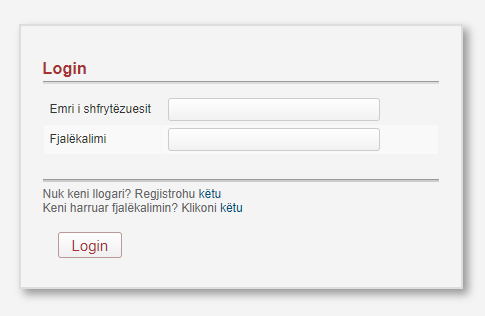 Login
Emri i shfrytëzuesit
Fjalëkalimi
Nuk keni llogari? Regjistrohu këtu
Keni harruar fjalëkalimin? Klikoni këtu
Login